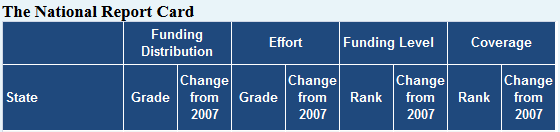 The National Report Card
Funding Distribution Effort Funding Level Coverage
State Grade Change from 2007 Grade Change from 2007 Rank Change from 2007 Rank Change from 2007